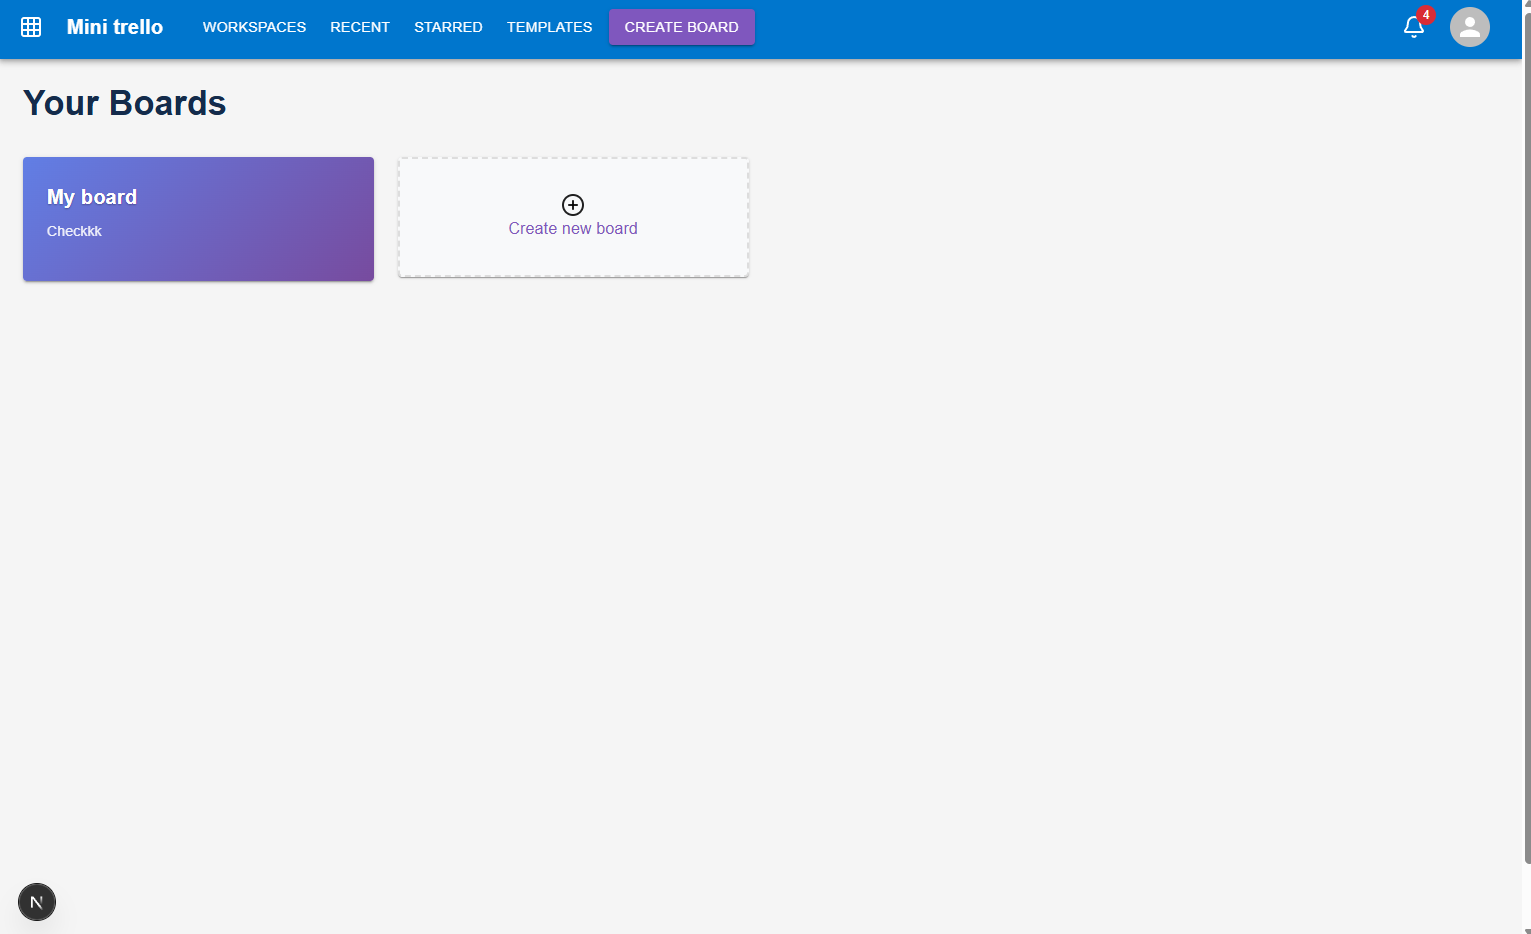 Mini trello
WORKSPACES
RECENT
STARRED
TEMPLATES
CREATE BOARD
4
Your Boards
My board
Checkkk
Create new board
N